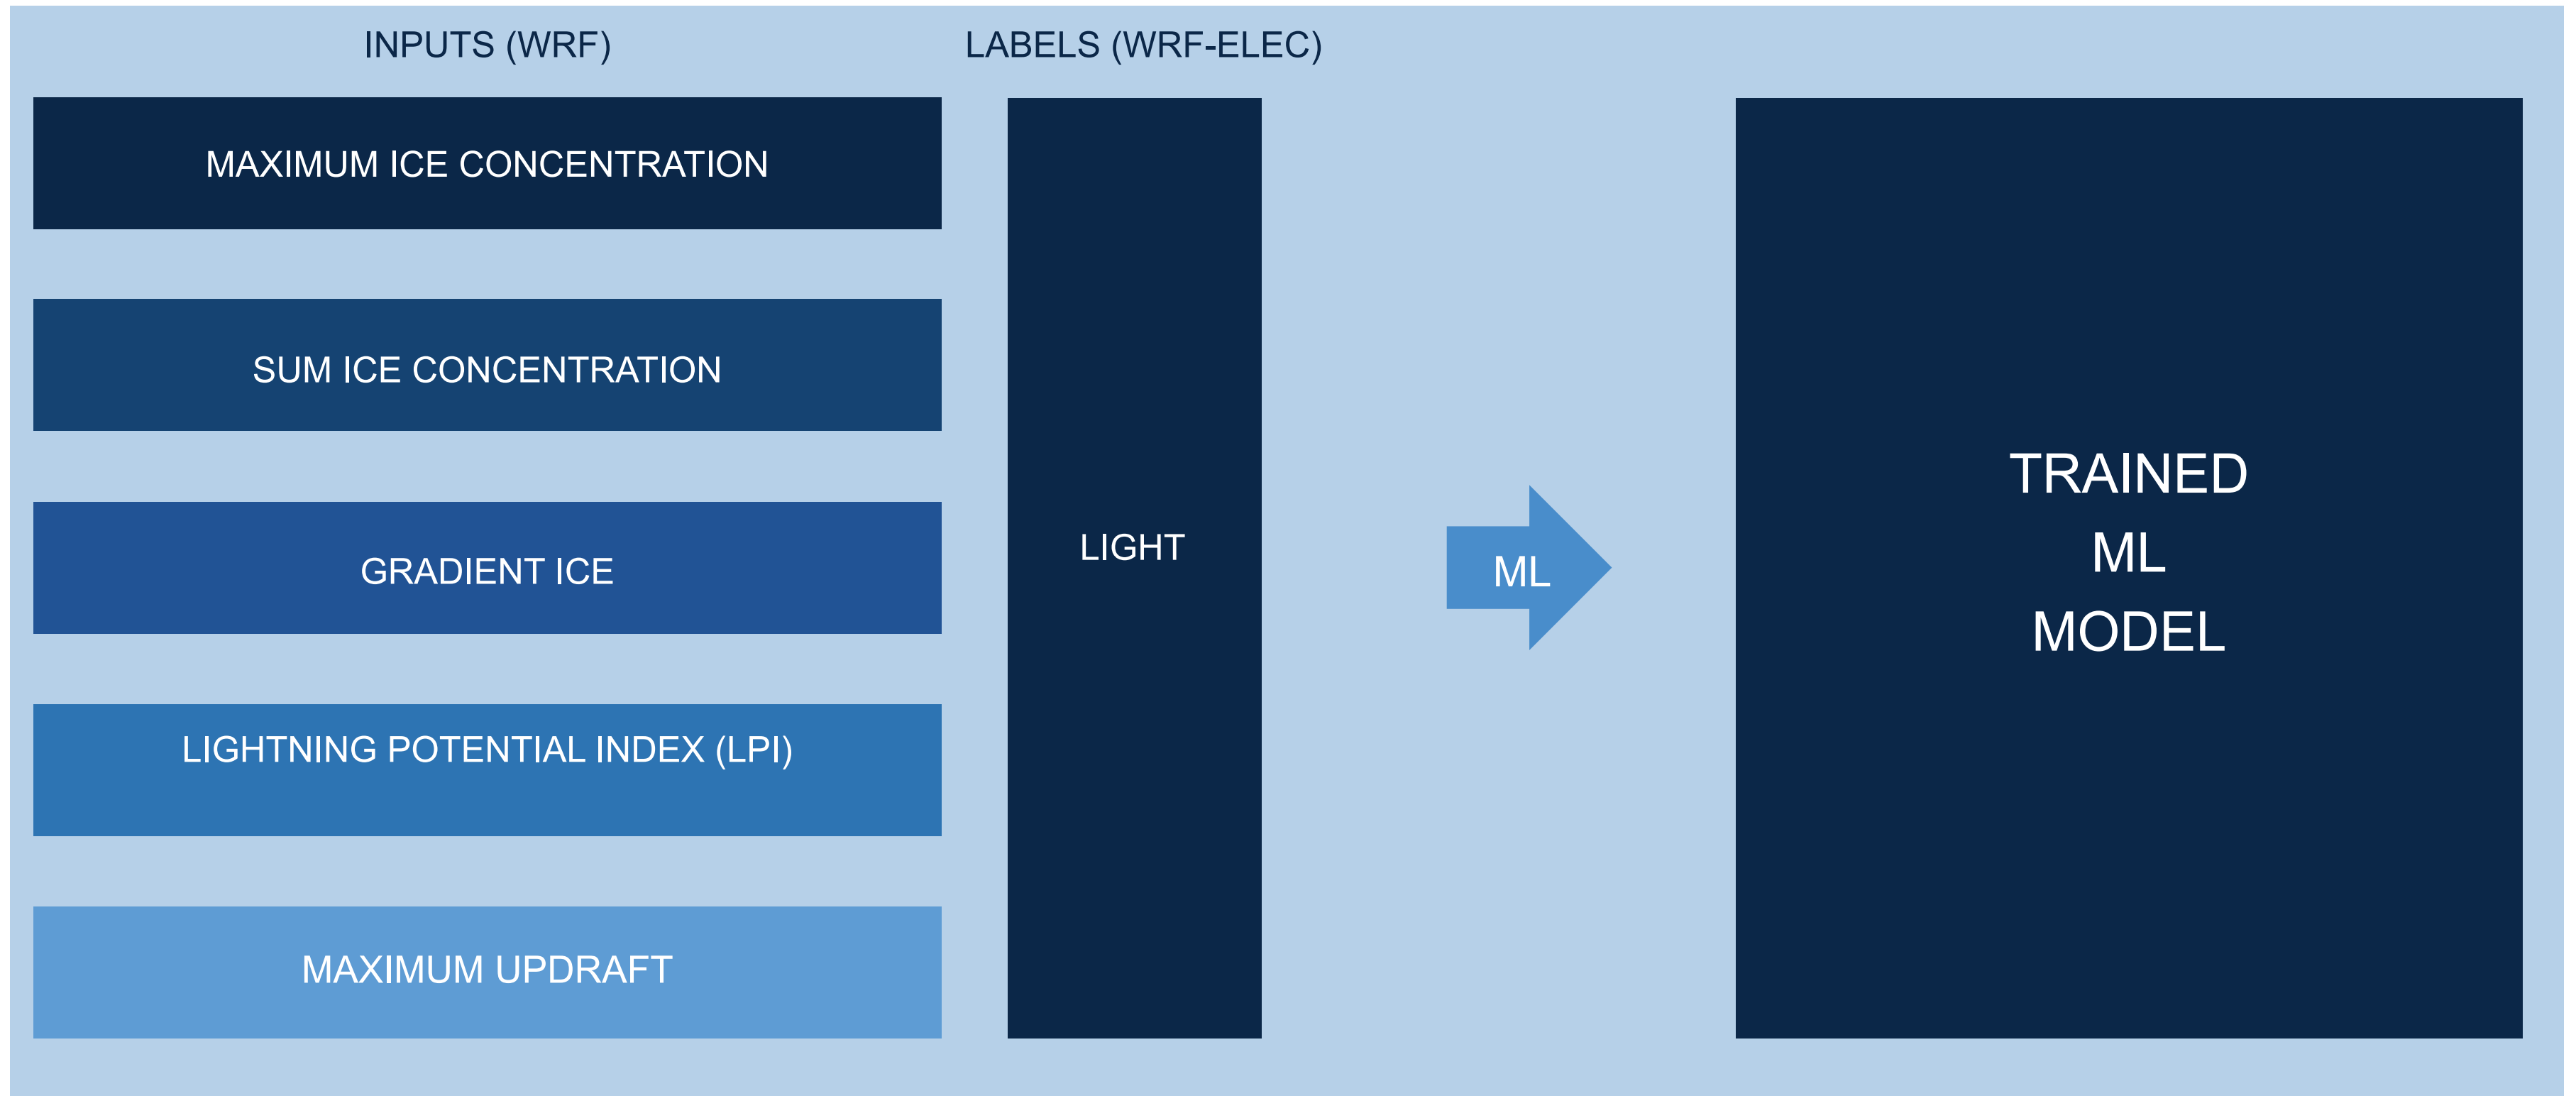 INPUTS (WRF)
LABELS (WRF-ELEC)
MAXIMUM ICE CONCENTRATION
SUM ICE CONCENTRATION
GRADIENT ICE
LIGHTNING POTENTIAL INDEX (LPI)
MAXIMUM UPDRAFT
LIGHT
ML
TRAINED
ML
MODEL